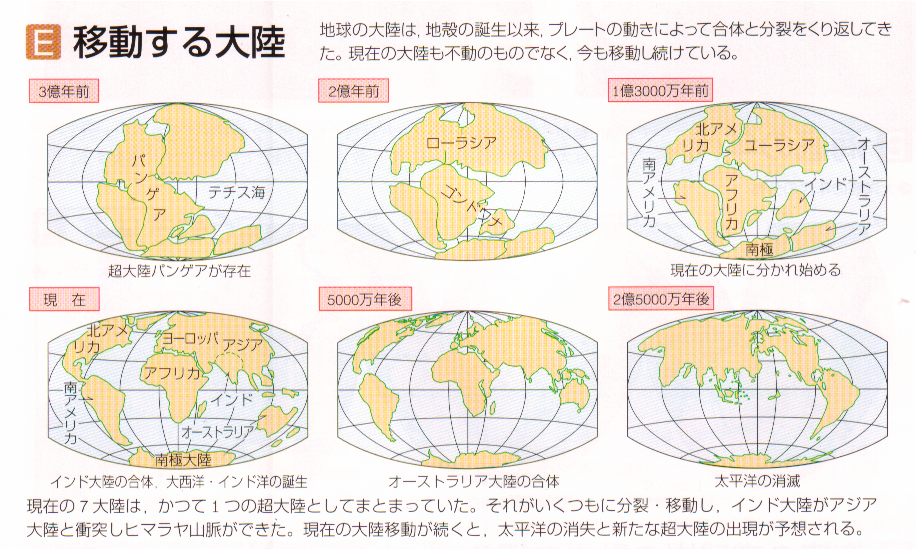 E 移動する大陸
地球の大陸は，地殻の誕生以来，プレートの動きによって合体と分裂をくり返してき
た。現在の大陸も不動のものでなく，今も移動し続けている。
3億年前
パンゲア
テチス海
超大陸パンゲアが存在
2億年前
ローラシア
ゴンドワナ
1億3000万年前
北アメ
リカ
ユーラシア
南アメリカ
アフリカ
インド
オーストラリア
南極
現在の大陸に分かれ始める
現　在
北アメ
リカ
ヨーロッパ
アジア
アフリカ
南アメリカ
インド
オーストラリア
南極大陸
インド大陸の合体，大西洋・インド洋の誕生
5000万年後
オーストラリア大陸の合体
2億5000万年後
太平洋の消滅
現在の７大陸は，かつて１つの超大陸としてまとまっていた。それがいくつもに分裂・移動し，インド大陸がアジア
大陸と衝突しヒマラヤ山脈ができた。現在の大陸移動が続くと，太平洋の消失と新たな超大陸の出現が予想される。